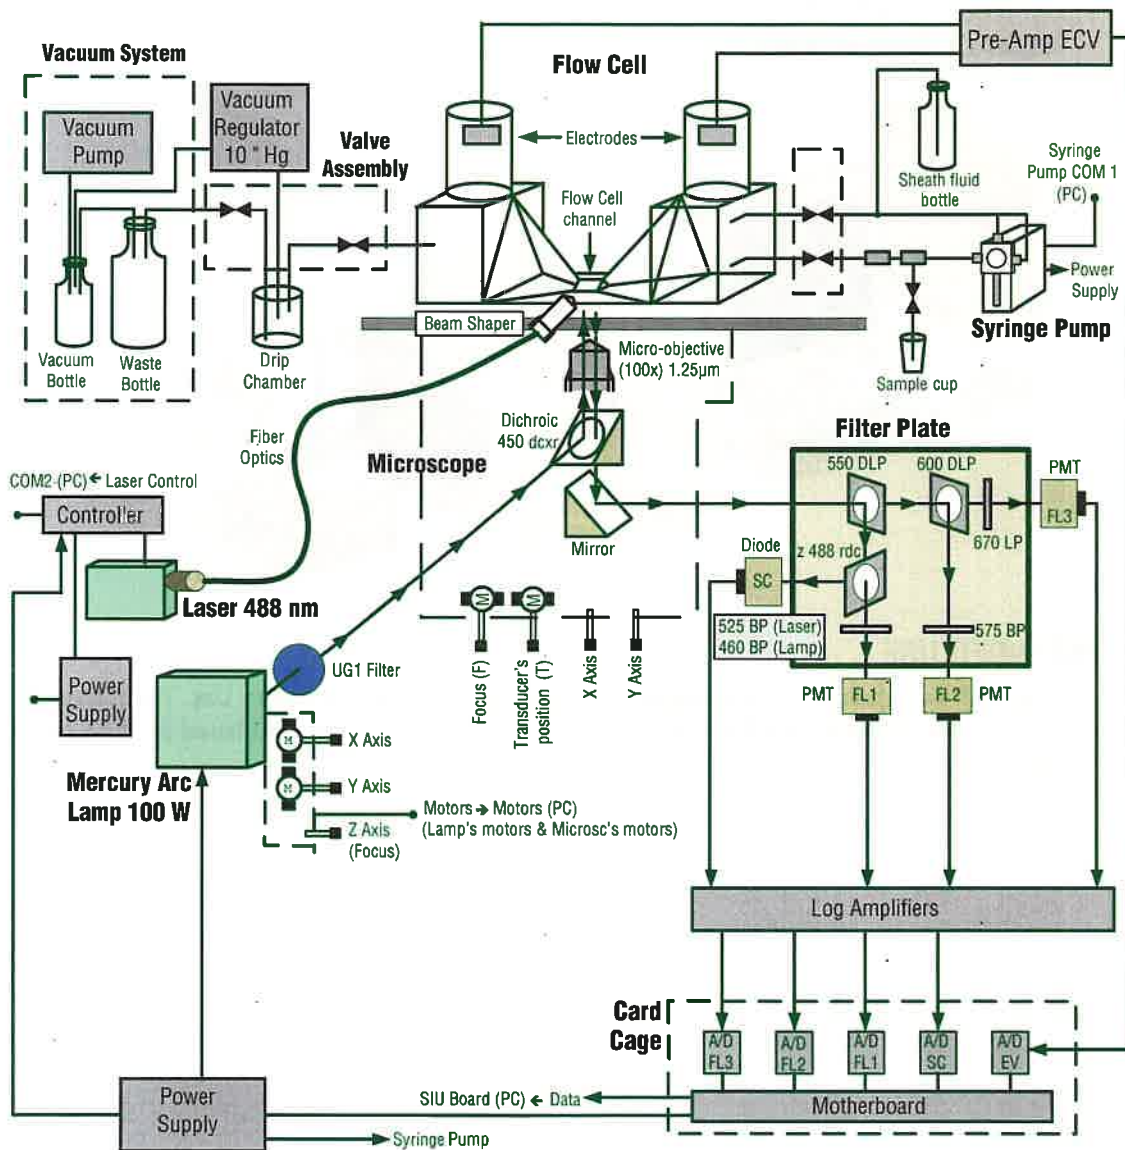 Vacuum System
Vacuum
Pump
Vacuum
Regulator
10 " Hg
Valve
Assembly
Flow Cell
Pre-Amp ECV
Electrodes
Flow Cell
channel
Sheath fluid
bottle
Syringe
Pump COM 1
(PC)
Power
Supply
Syringe Pump
Sample cup
Vacuum
Bottle
Waste
Bottle
Drip
Chamber
Beam Shaper
Micro-objective
(100x) 1.25µm
Fiber
Optics
Microscope
Dichroic
450 dcxr
Mirror
Filter Plate
550 DLP
600 DLP
PMT
FL3
670 LP
Diode
SC
z 488 rdc
525 BP (Laser)
460 BP (Lamp)
575 BP
PMT
FL1
FL2
PMT
COM2 (PC) Laser Control
Controller
Laser 488 nm
Power
Supply
UG1 Filter
M
M
Focus (F)
Transducer's
position (T)
X Axis
Y Axis
Mercury Arc
Lamp 100 W
M
X Axis
M
Y Axis
Z Axis
(Focus)
Motors → Motors (PC)
(Lamp's motors & Microsc's motors)
Log Amplifiers
Card
Cage
A/D
FL3
A/D
FL2
A/D
FL1
A/D
SC
A/D
EV
Motherboard
SIU Board (PC) ← Data
Power
Supply
Syringe Pump